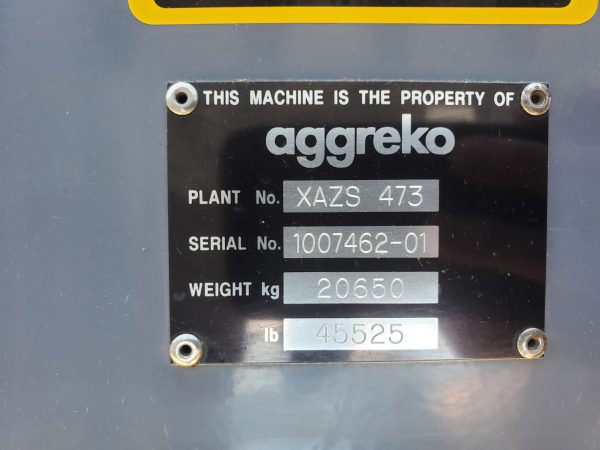 THIS MACHINE IS THE PROPERTY OF
aggreko
PLANT No. XAZS 473
SERIAL No. 1007462-01
WEIGHT kg 20650
lb 45525